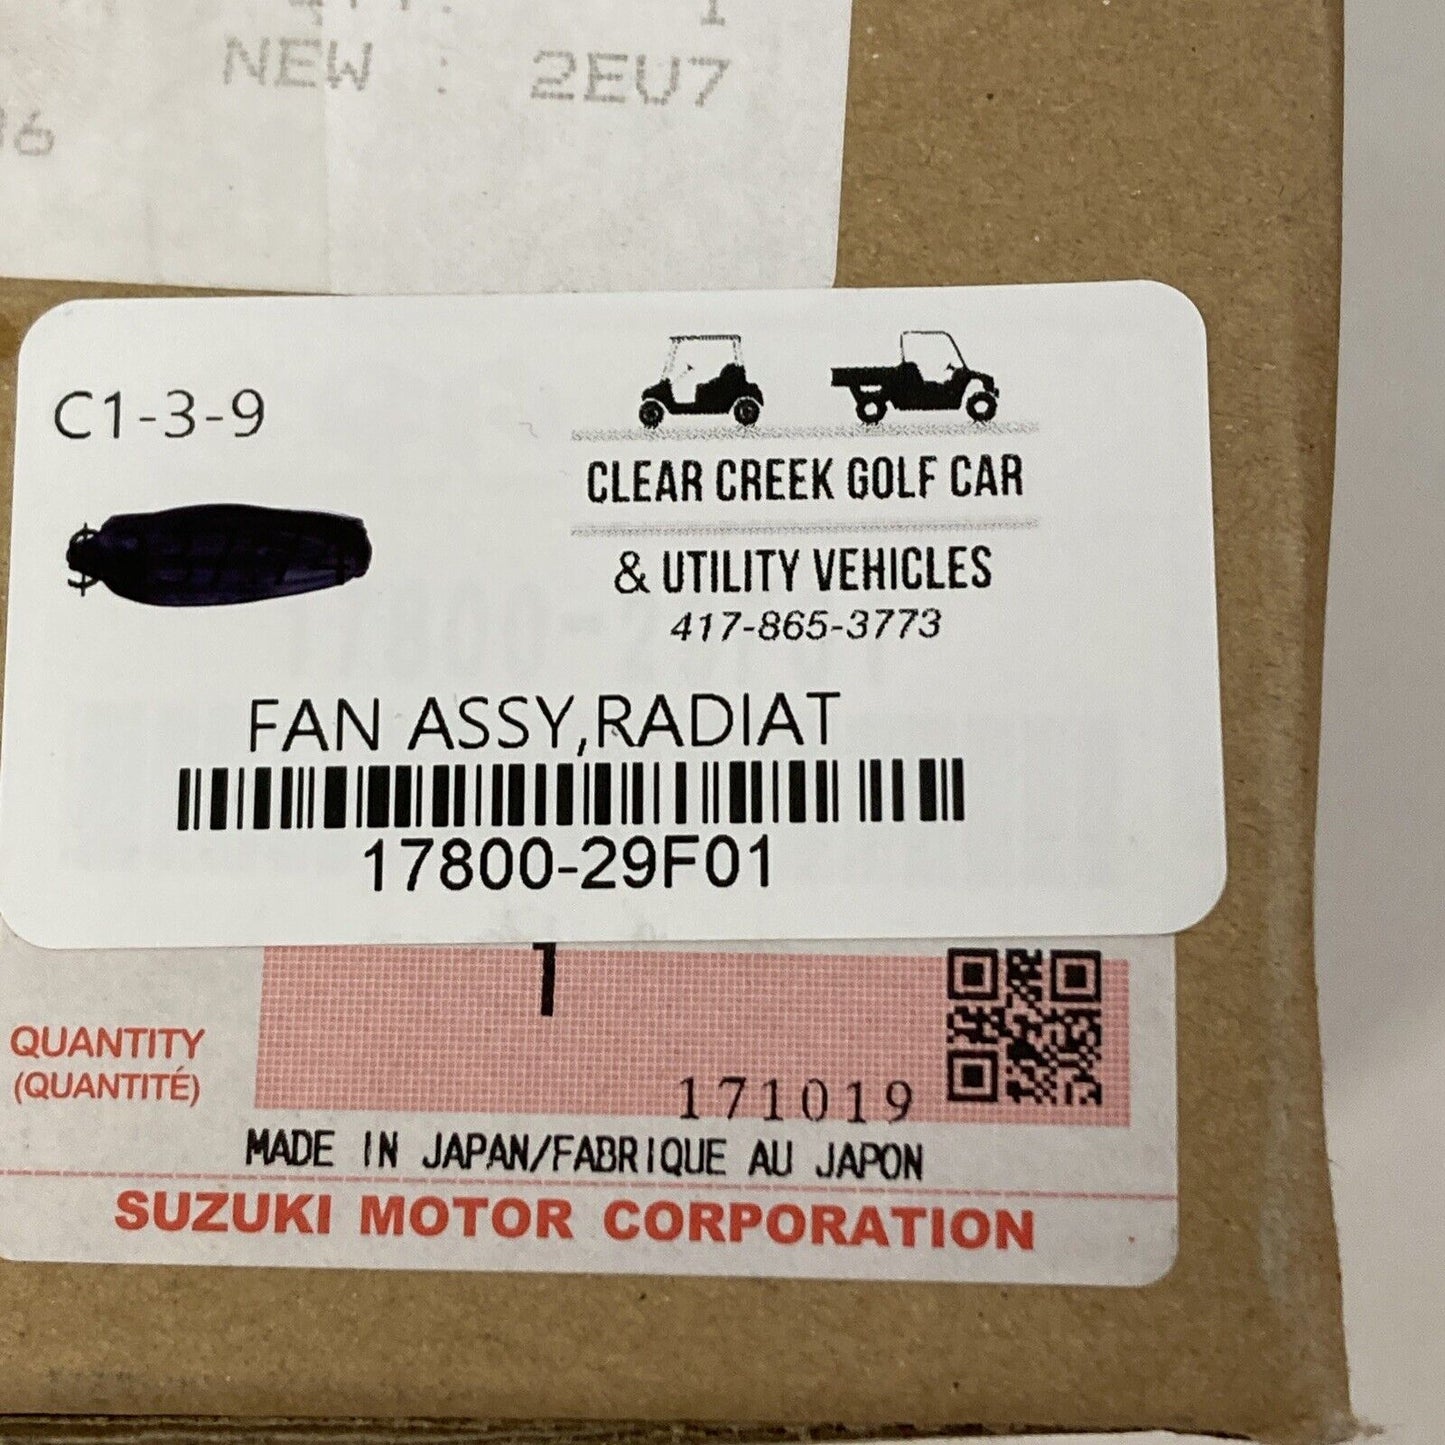 1
NEW : 2EU7
C1-3-9
CLEAR CREEK GOLF CAR
& UTILITY VEHICLES
417-865-3773
$
FAN ASSY,RADIAT
17800-29F01
1
QUANTITY
(QUANTITÉ)
171019
MADE IN JAPAN/FABRIQUE AU JAPON
SUZUKI MOTOR CORPORATION